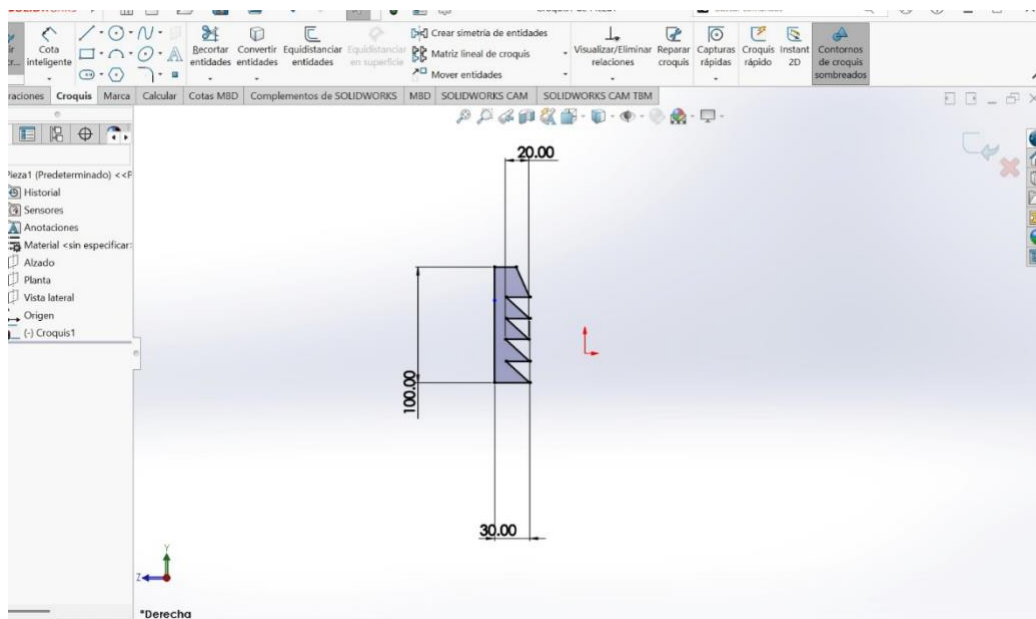 Cota
inteligente
Recortar
entidades
Convertir
entidades
Equidistanciar
entidades
Equidistanciar
en superficie
Crear simetría de entidades
Matriz lineal de croquis
Mover entidades
Visualizar/Eliminar
relaciones
Reparar
croquis
Capturas
rápidas
Croquis
rápido
Instant
2D
Contornos
de croquis
sombreados
Croquis Marca Calcular Cotas MBD Complementos de SOLIDWORKS MBD SOLIDWORKS CAM SOLIDWORKS CAM TBM
(Predeterminado) <<P
Historial
Sensores
Anotaciones
Material <sin especificar>
Alzado
Planta
Vista lateral
Origen
(-) Croquis1
20.00
100.00
30.00
Y
Z
*Derecha